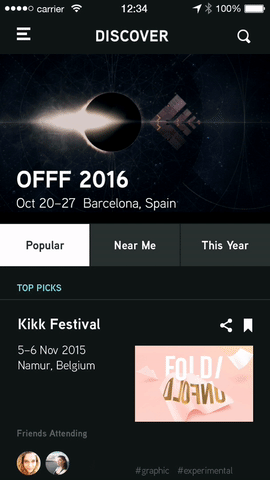 carrier 12:34 100%
DISCOVER
OFFF 2016
Oct 20–27 Barcelona, Spain
Popular Near Me This Year
TOP PICKS
Kikk Festival
5–6 Nov 2015
Namur, Belgium
FOLD/
UNFOLD
Friends Attending
#graphic #experimental